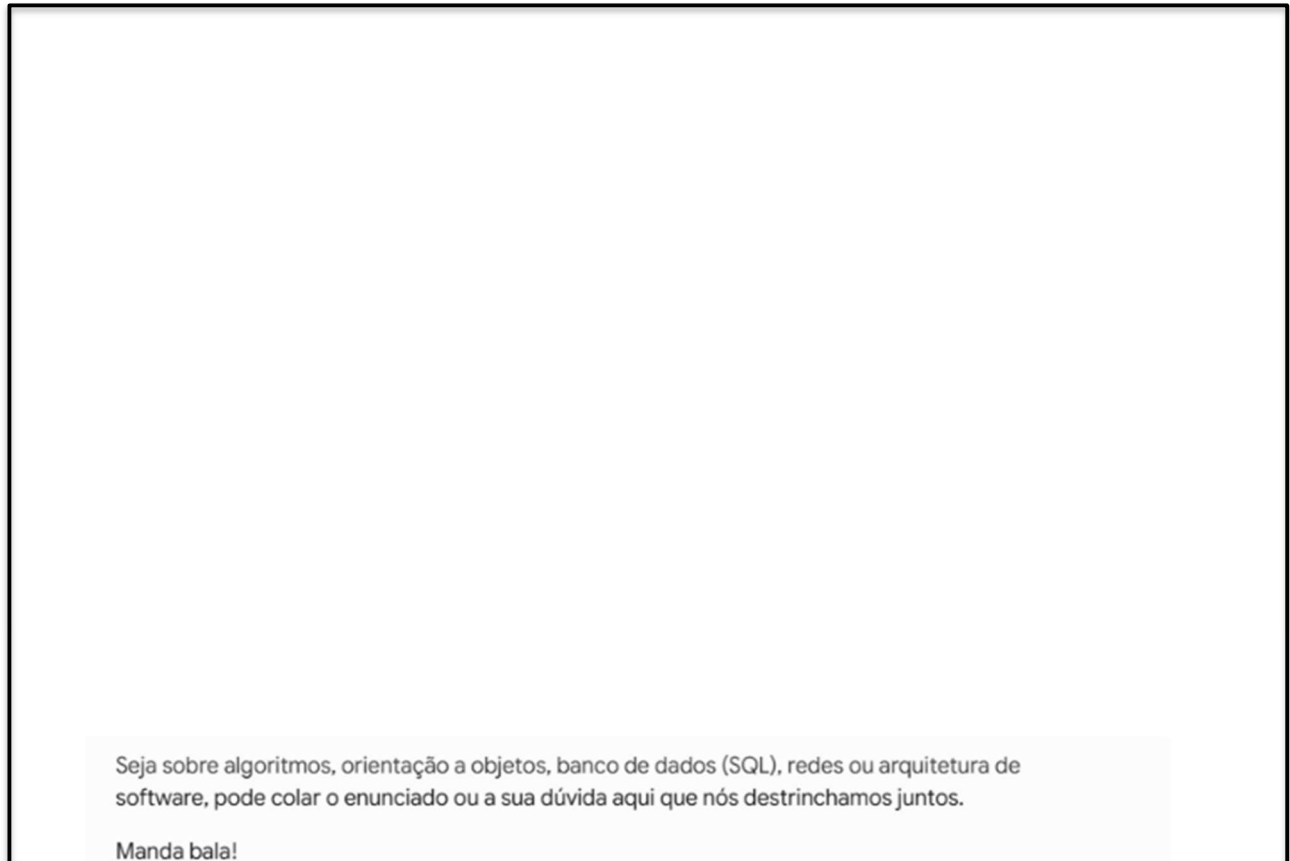 Seja sobre algoritmos, orientação a objetos, banco de dados (SQL), redes ou arquitetura de
software, pode colar o enunciado ou a sua dúvida aqui que nós destrinchamos juntos.
Manda bala!